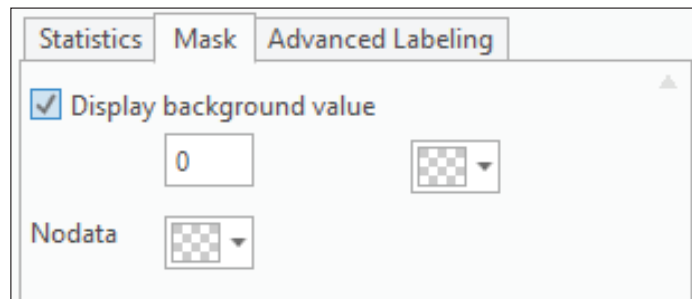 Statistics Mask Advanced Labeling
Display background value
0
Nodata